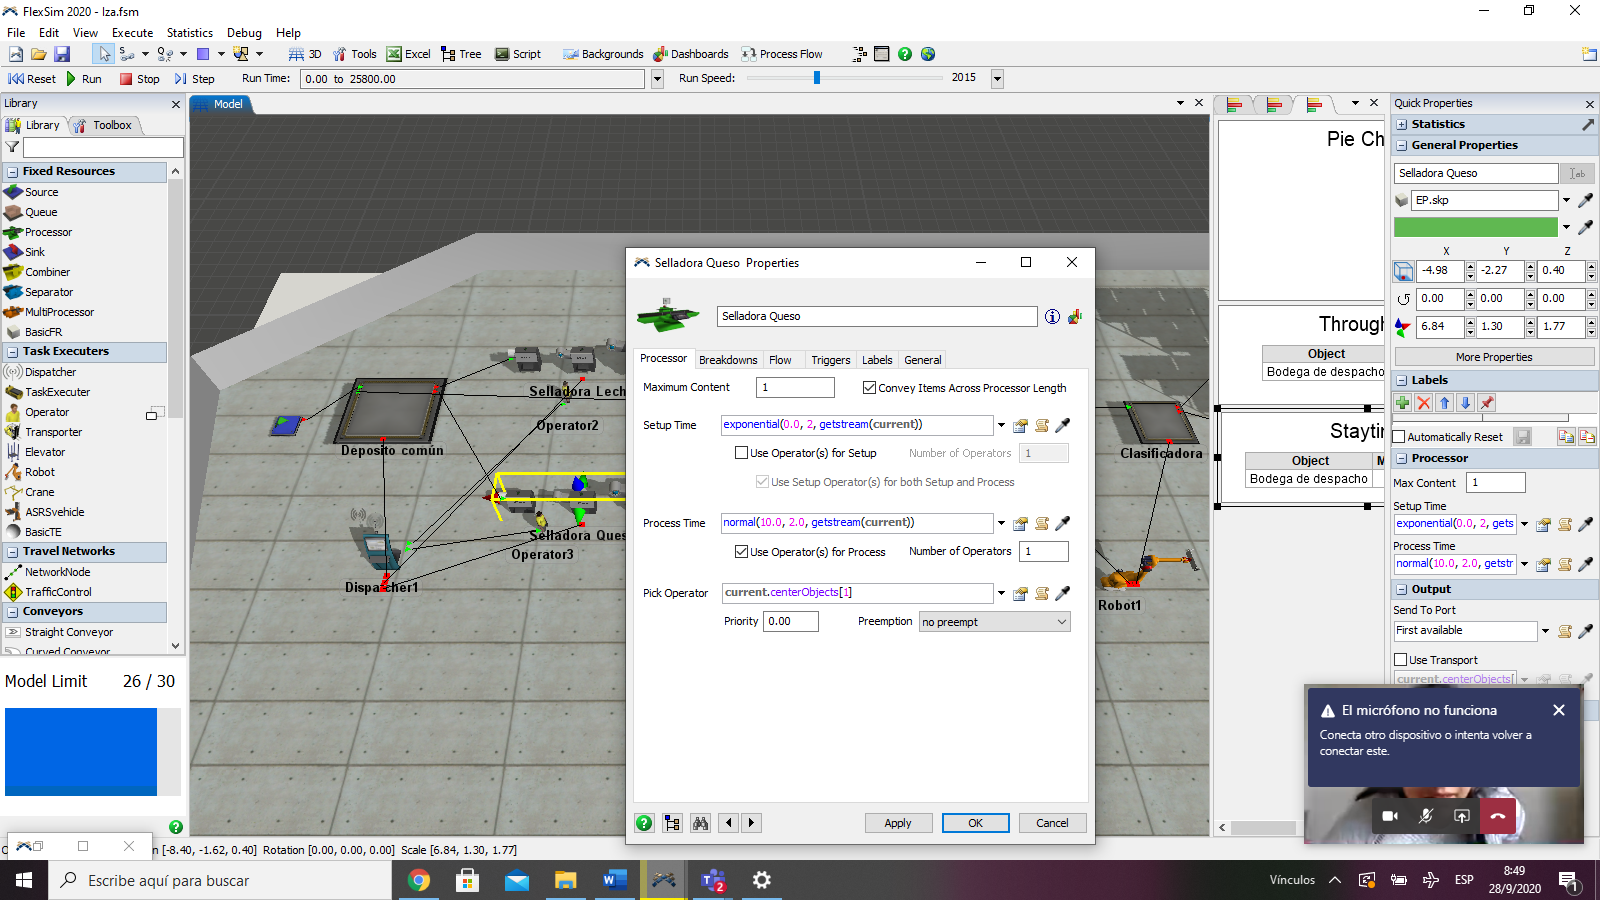 FlexSim 2020 - Iza.fsm
File Edit View Execute Statistics Debug Help
3D Tools Excel Tree Script Backgrounds Dashboards Process Flow
Reset Run Stop Step Run Time: 0.00 to 25800.00 Run Speed: 2015
Library
Library Toolbox
Fixed Resources
Source
Queue
Processor
Sink
Combiner
Separator
MultiProcessor
BasicFR
Task Executers
Dispatcher
TaskExecuter
Operator
Transporter
Elevator
Robot
Crane
ASRSvehicle
BasicTE
Travel Networks
NetworkNode
TrafficControl
Conveyors
Straight Conveyor
Curved Conveyor
Model Limit 26 / 30
Model
Selladora Lech
Operator2
Deposito común
Selladora Ques
Operator3
Dispatcher1
Clasificadora
Robot1
Selladora Queso Properties
Selladora Queso
Processor Breakdowns Flow Triggers Labels General
Maximum Content 1 Convey Items Across Processor Length
Setup Time exponential(0.0, 2, getstream(current))
Use Operator(s) for Setup Number of Operators 1
Use Setup Operator(s) for both Setup and Process
Process Time normal(10.0, 2.0, getstream(current))
Use Operator(s) for Process Number of Operators 1
Pick Operator current.centerObjects[1]
Priority 0.00 Preemption no preempt
Apply OK Cancel
Pie Ch
Through
Object
Bodega de despacho
Staytin
Object M
Bodega de despacho
Quick Properties
Statistics
General Properties
Selladora Queso
EP.skp
X Y Z
-4.98 -2.27 0.40
0.00 0.00 0.00
6.84 1.30 1.77
More Properties
Labels
Automatically Reset
Processor
Max Content 1
Setup Time
exponential(0.0, 2, gets
Process Time
normal(10.0, 2.0, getstr
Output
Send To Port
First available
Use Transport
current.centerObjects[
El micrófono no funciona
Conecta otro dispositivo o intenta volver a
conectar este.
n [-8.40, -1.62, 0.40] Rotation [0.00, 0.00, 0.00] Scale [6.84, 1.30, 1.77]
Escribe aquí para buscar
2
Vínculos ESP 8:49
28/9/2020
1